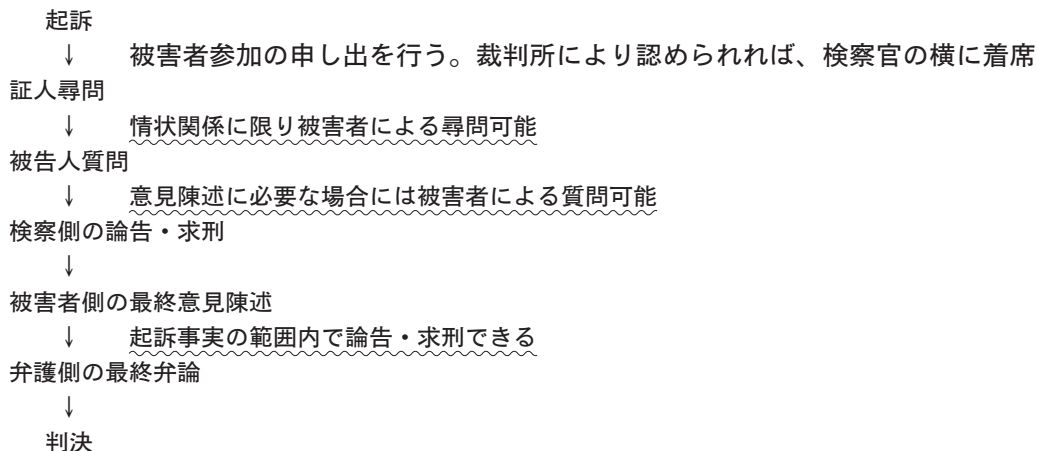 起訴
↓ 被害者参加の申し出を行う。裁判所により認められれば、検察官の横に着席
証人尋問
↓ 情状関係に限り被害者による尋問可能
被告人質問
↓ 意見陳述に必要な場合には被害者による質問可能
検察側の論告・求刑
↓
被害者側の最終意見陳述
↓ 起訴事実の範囲内で論告・求刑できる
弁護側の最終弁論
↓
判決